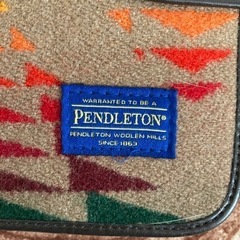 WARRANTED TO BE A
PENDLETON®
PENDLETON WOOLEN MILLS
SINCE 1863